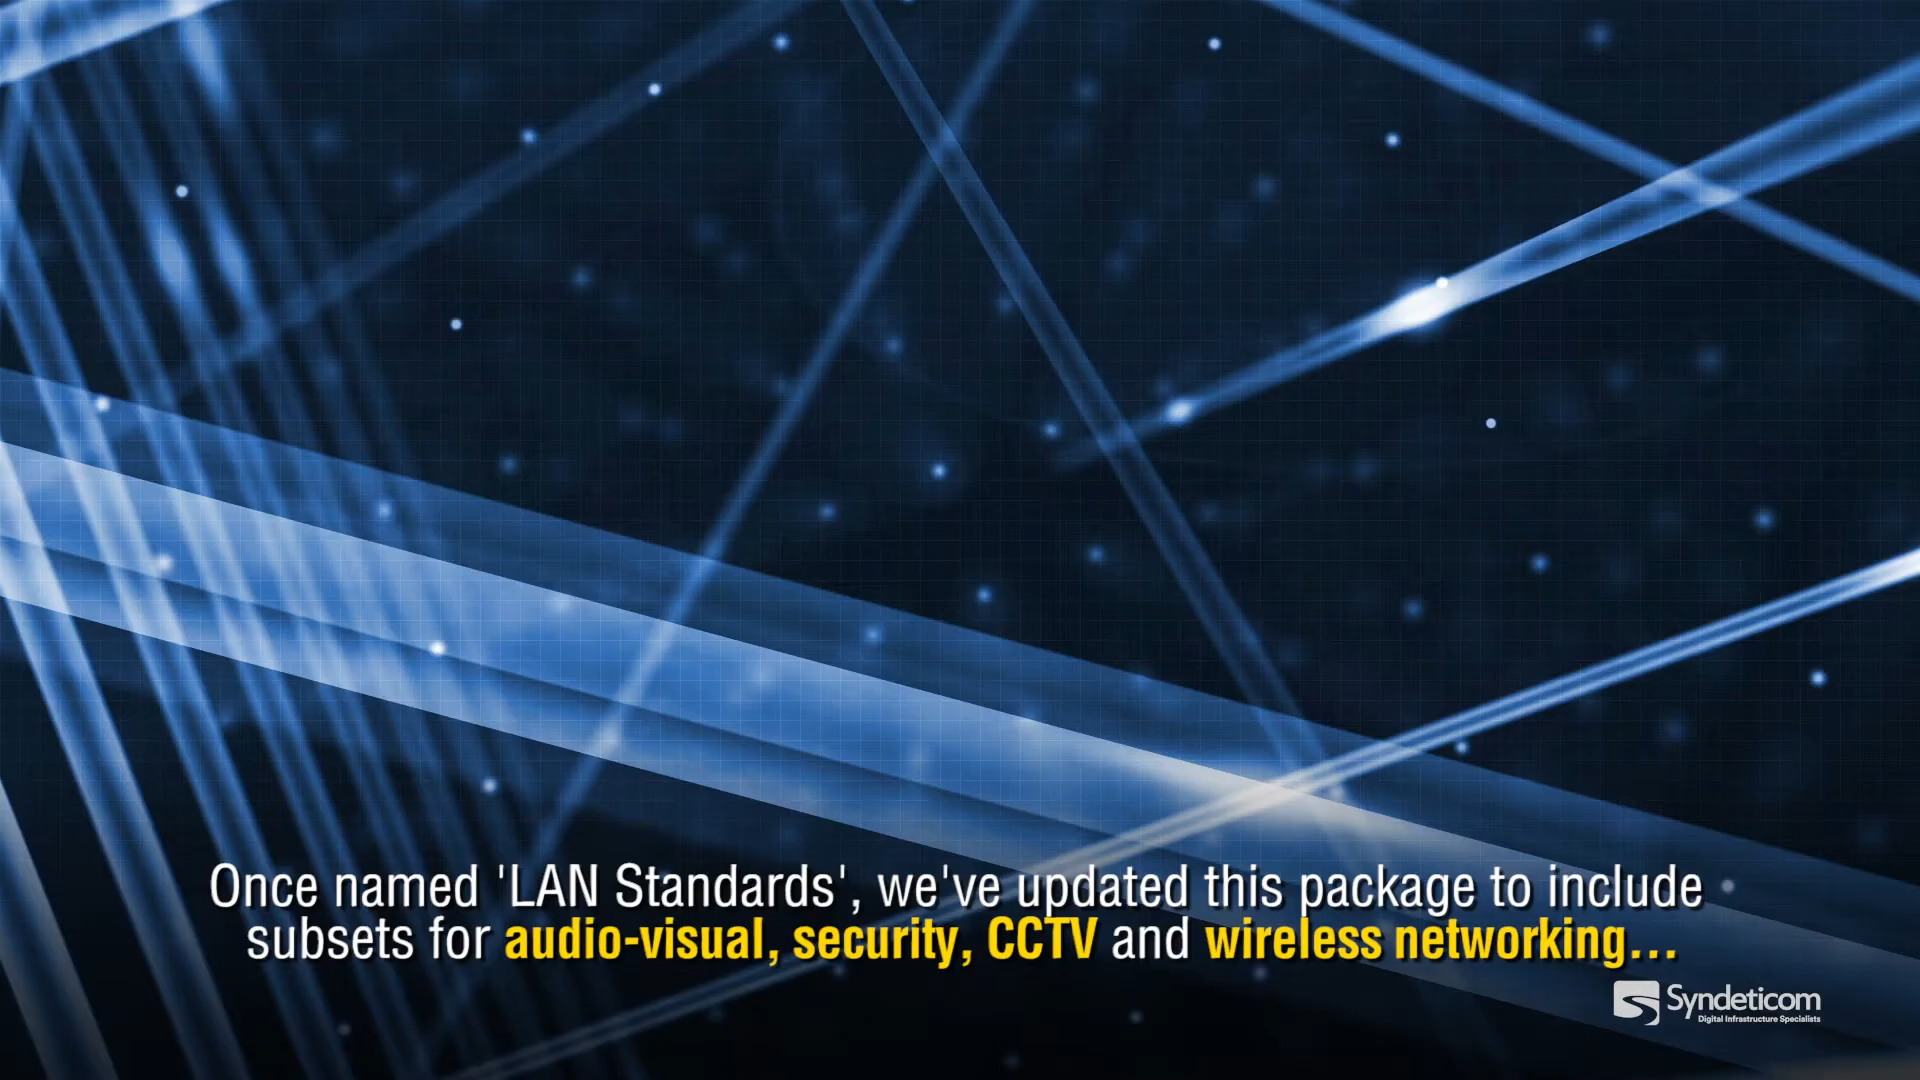 Once named 'LAN Standards', we've updated this package to include
subsets for audio-visual, security, CCTV and wireless networking...
Syndeticom
Digital Infrastructure Specialists